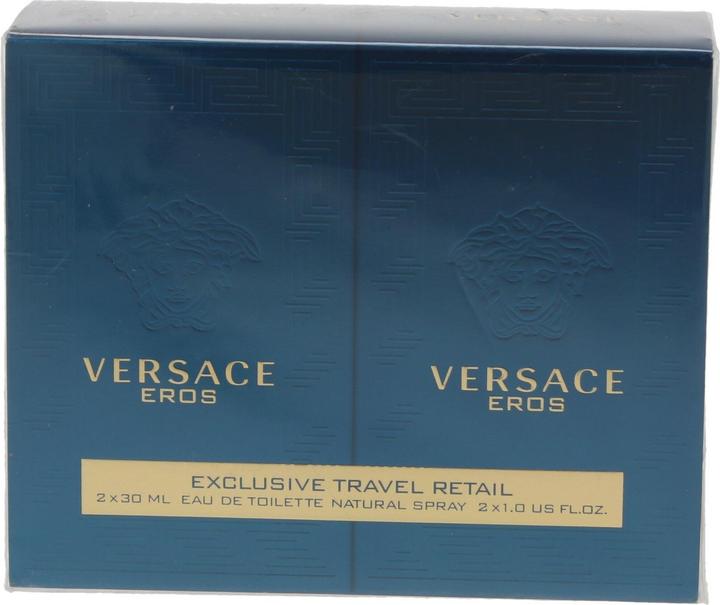 VERSACE
VERSACE
EROS
VERSACE
EROS
EXCLUSIVE TRAVEL RETAIL
2 x 30 ML EAU DE TOILETTE NATURAL SPRAY 2 x 1.0 US FL.OZ.